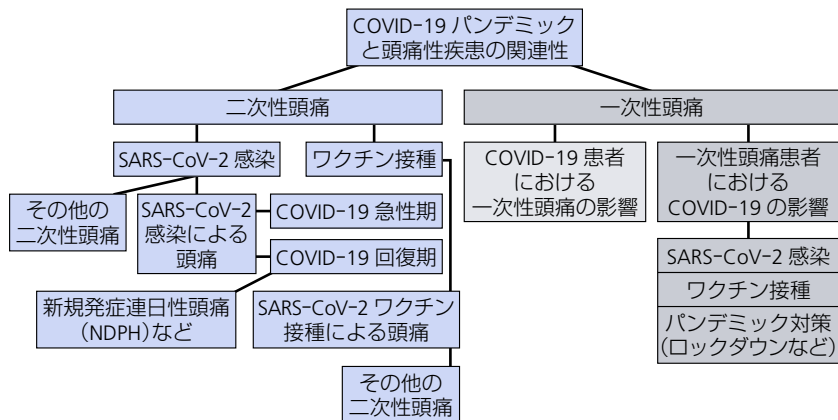 COVID-19 パンデミック
と頭痛性疾患の関連性
二次性頭痛
一次性頭痛
SARS-CoV-2 感染
ワクチン接種
COVID-19 患者
における
一次性頭痛の影響
一次性頭痛患者
における
COVID-19 の影響
その他の
二次性頭痛
SARS-CoV-2
感染による
頭痛
COVID-19 急性期
COVID-19 回復期
新規発症連日性頭痛
(NDPH)など
SARS-CoV-2 ワクチン
接種による頭痛
その他の
二次性頭痛
SARS-CoV-2 感染
ワクチン接種
パンデミック対策
(ロックダウンなど)